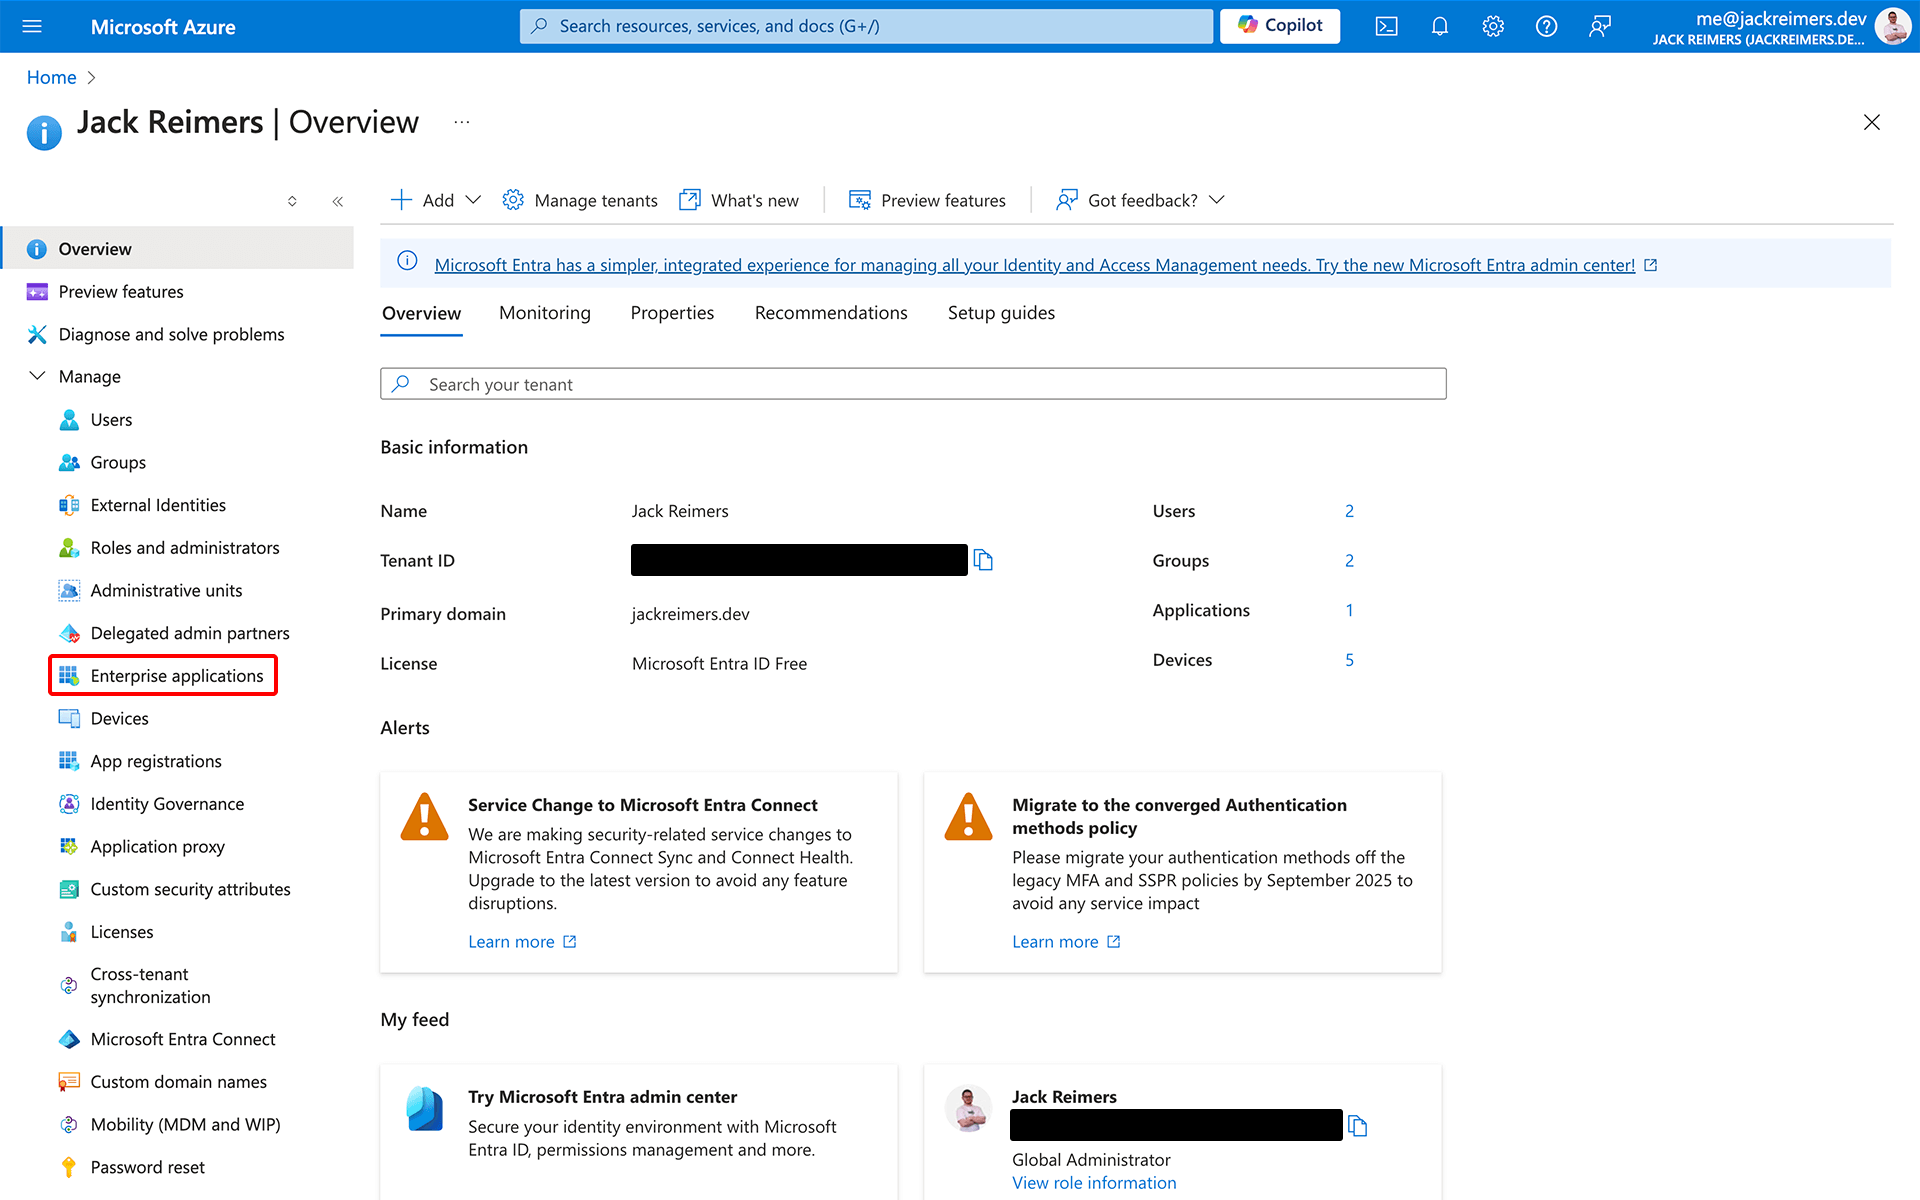 Microsoft Azure
Search resources, services, and docs (G+/)
Copilot
me@jackreimers.dev
JACK REIMERS (JACKREIMERS.DE...
Home
Jack Reimers | Overview
...
Add
Manage tenants
What's new
Preview features
Got feedback?
Overview
Preview features
Diagnose and solve problems
Manage
Users
Groups
External Identities
Roles and administrators
Administrative units
Delegated admin partners
Enterprise applications
Devices
App registrations
Identity Governance
Application proxy
Custom security attributes
Licenses
Cross-tenant
synchronization
Microsoft Entra Connect
Custom domain names
Mobility (MDM and WIP)
Password reset
Microsoft Entra has a simpler, integrated experience for managing all your Identity and Access Management needs. Try the new Microsoft Entra admin center!
Overview
Monitoring
Properties
Recommendations
Setup guides
Search your tenant
Basic information
Name
Jack Reimers
Users
2
Tenant ID
Groups
2
Primary domain
jackreimers.dev
Applications
1
License
Microsoft Entra ID Free
Devices
5
Alerts
Service Change to Microsoft Entra Connect
We are making security-related service changes to
Microsoft Entra Connect Sync and Connect Health.
Upgrade to the latest version to avoid any feature
disruptions.
Learn more
Migrate to the converged Authentication
methods policy
Please migrate your authentication methods off the
legacy MFA and SSPR policies by September 2025 to
avoid any service impact
Learn more
My feed
Try Microsoft Entra admin center
Secure your identity environment with Microsoft
Entra ID, permissions management and more.
Jack Reimers
Global Administrator
View role information